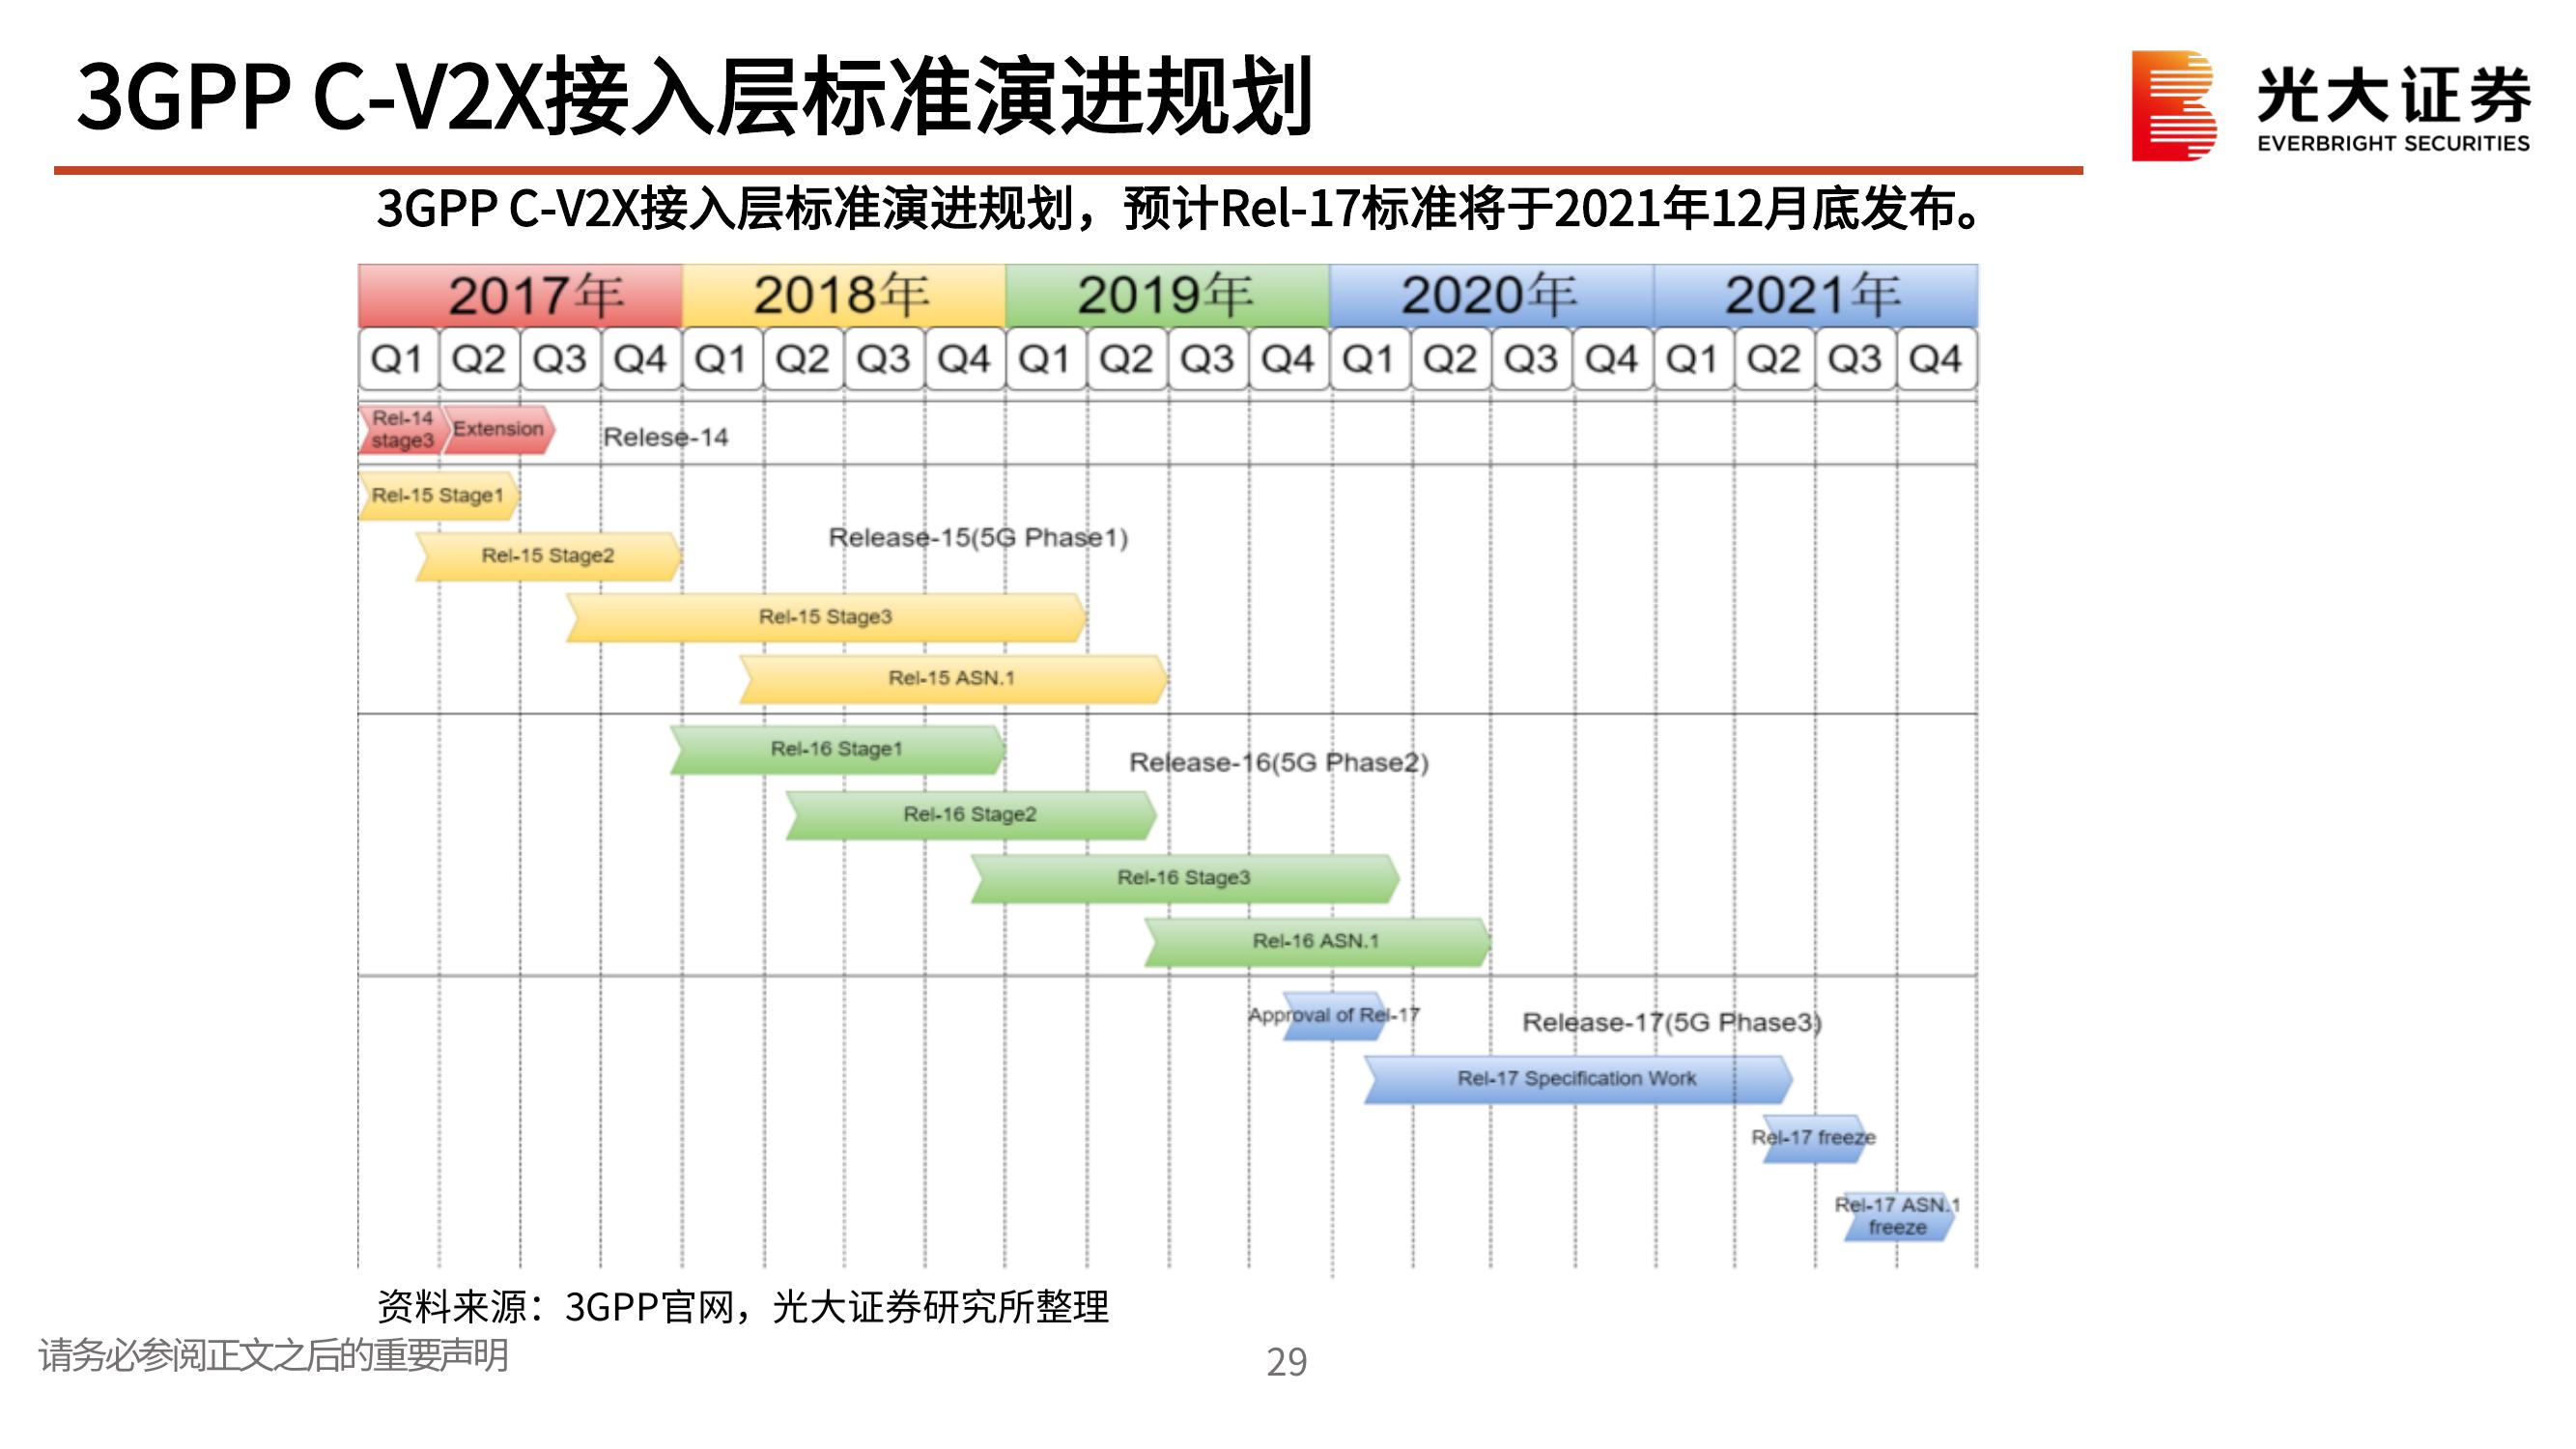 3GPP C-V2X接入层标准演进规划
光大证券
EVERBRIGHT SECURITIES
3GPP C-V2X接入层标准演进规划，预计Rel-17标准将于2021年12月底发布。
2017年 2018年 2019年 2020年 2021年
Q1 Q2 Q3 Q4 Q1 Q2 Q3 Q4 Q1 Q2 Q3 Q4 Q1 Q2 Q3 Q4 Q1 Q2 Q3 Q4
Rel-14
stage3
Extension
Relese-14
Rel-15 Stage1
Release-15(5G Phase1)
Rel-15 Stage2
Rel-15 Stage3
Rel-15 ASN.1
Rel-16 Stage1
Release-16(5G Phase2)
Rel-16 Stage2
Rel-16 Stage3
Rel-16 ASN.1
Approval of Rel-17
Release-17(5G Phase3)
Rel-17 Specification Work
Rel-17 freeze
Rel-17 ASN.1
freeze
资料来源：3GPP官网，光大证券研究所整理
请务必参阅正文之后的重要声明
29